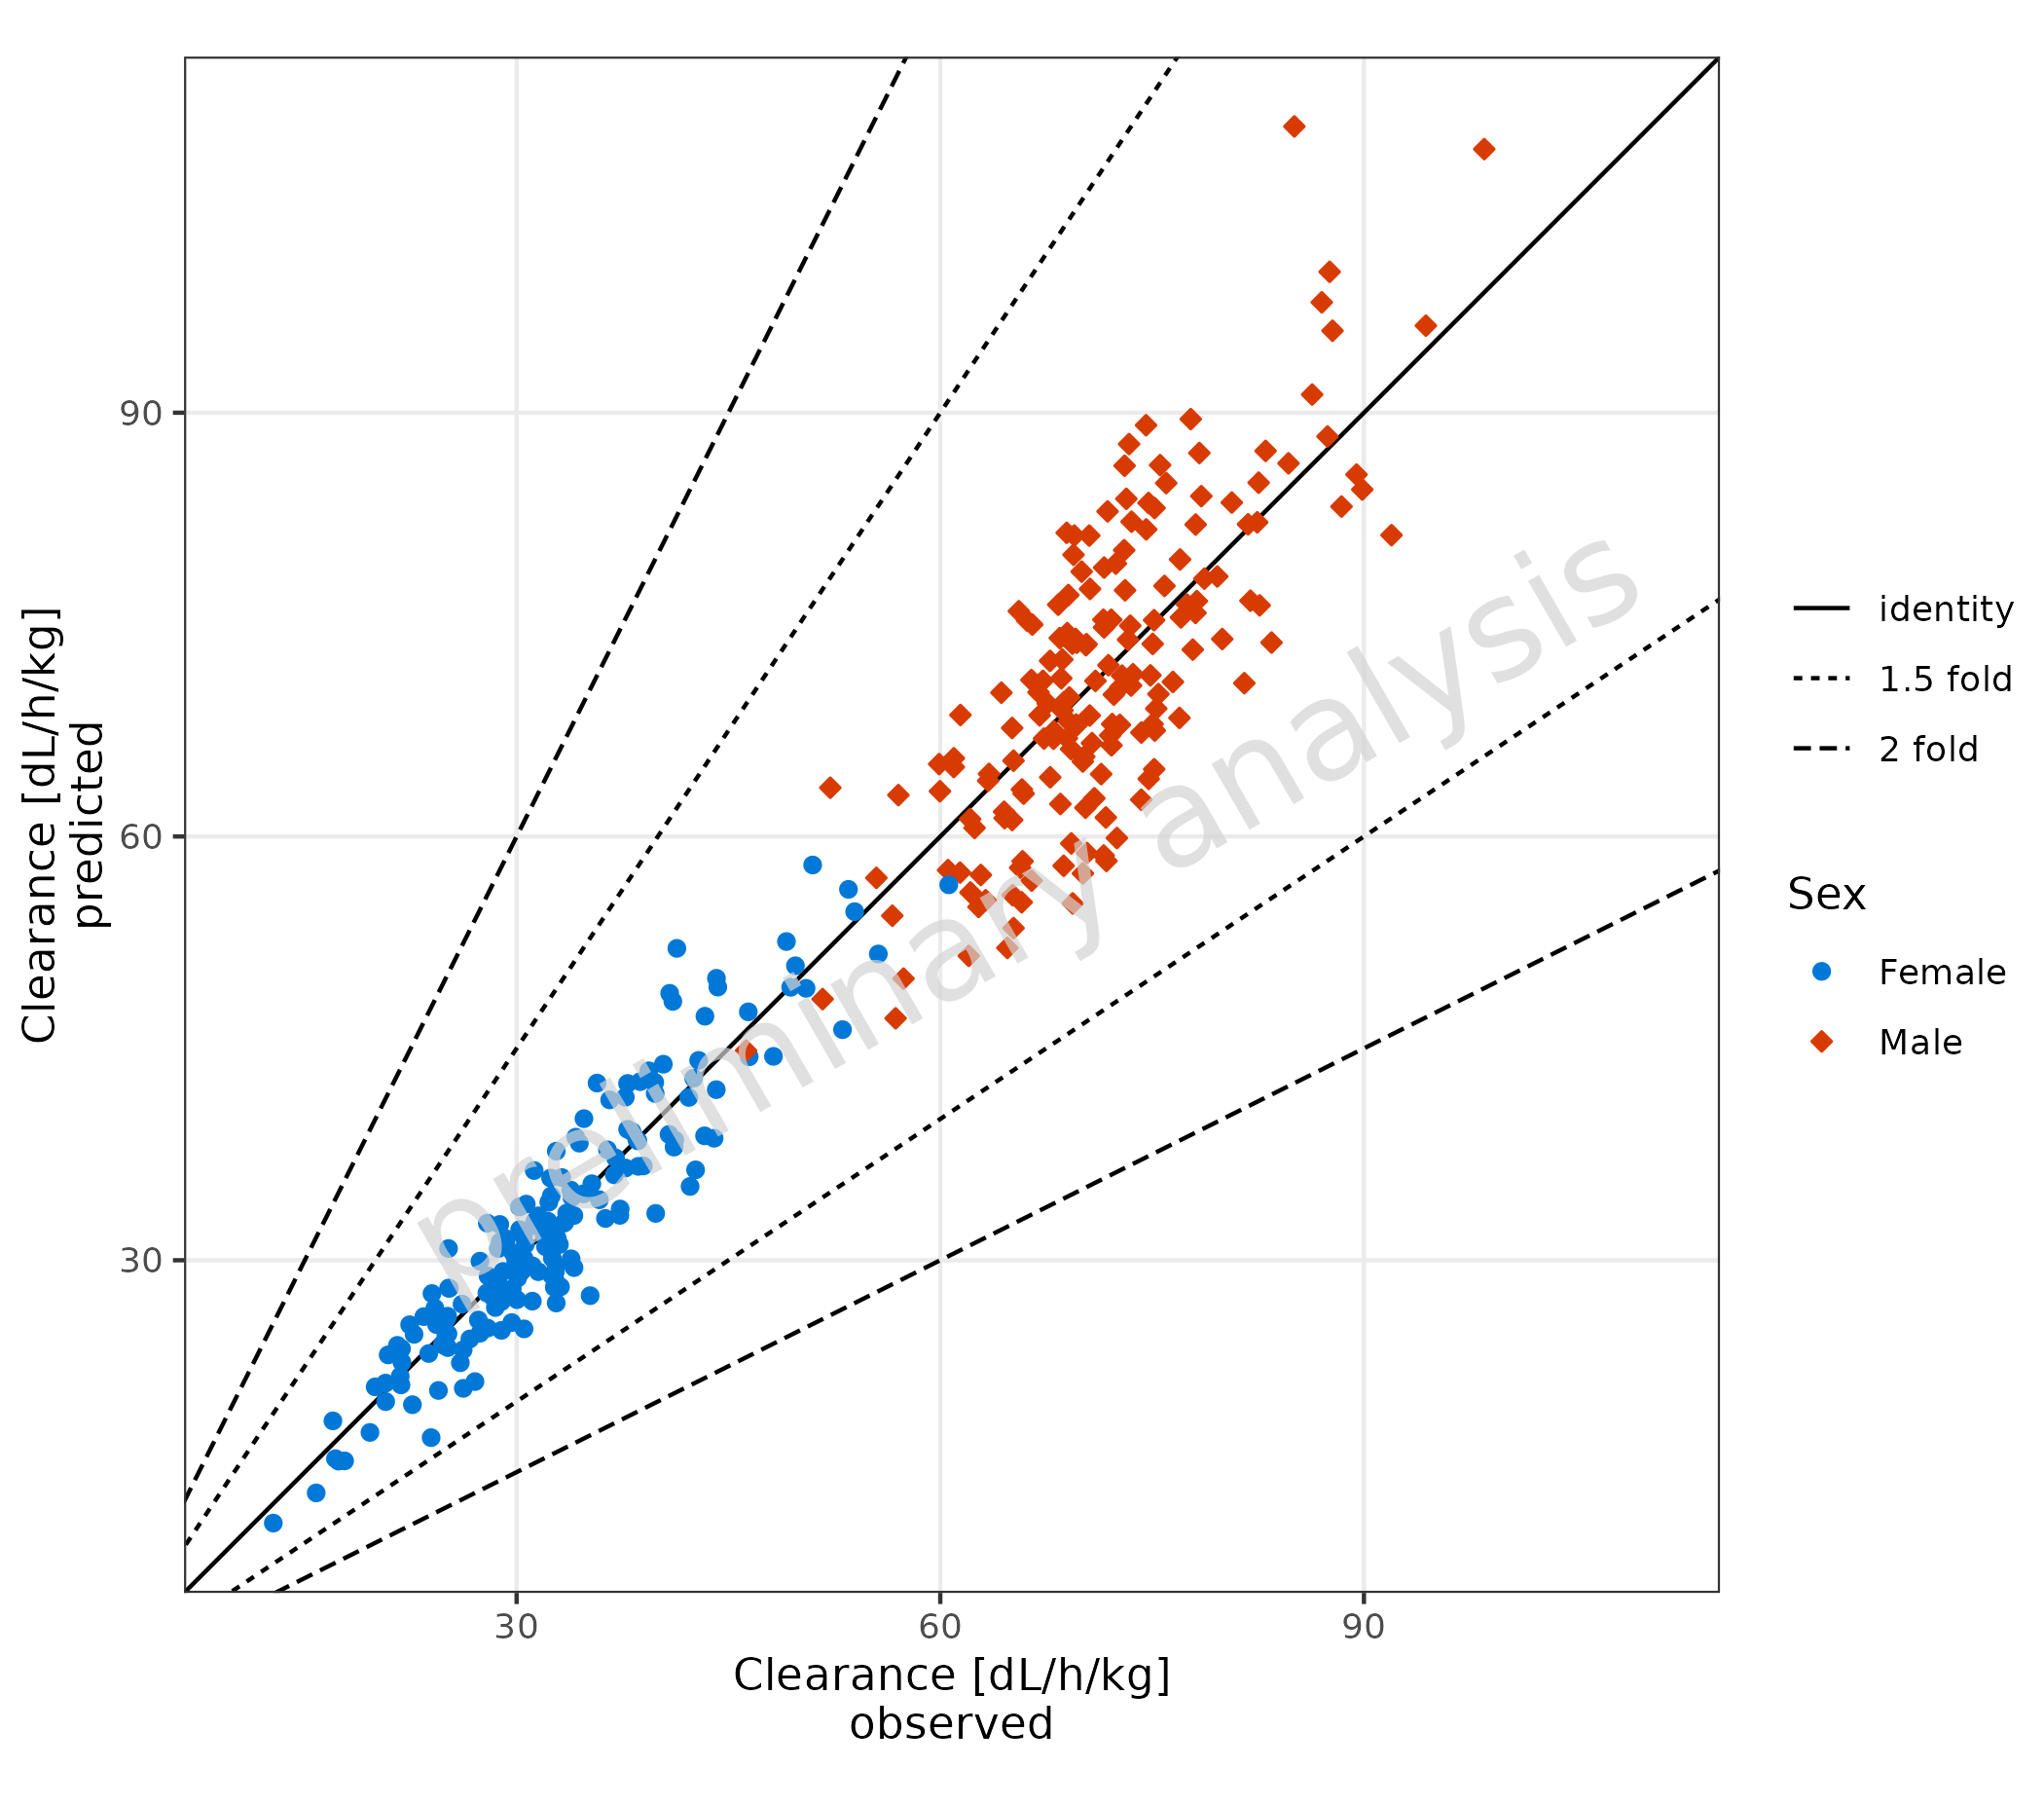 Clearance [dL/h/kg]
predicted
90
60
30
30
60
90
Clearance [dL/h/kg]
observed
preliminary analysis
identity
1.5 fold
2 fold
Sex
Female
Male